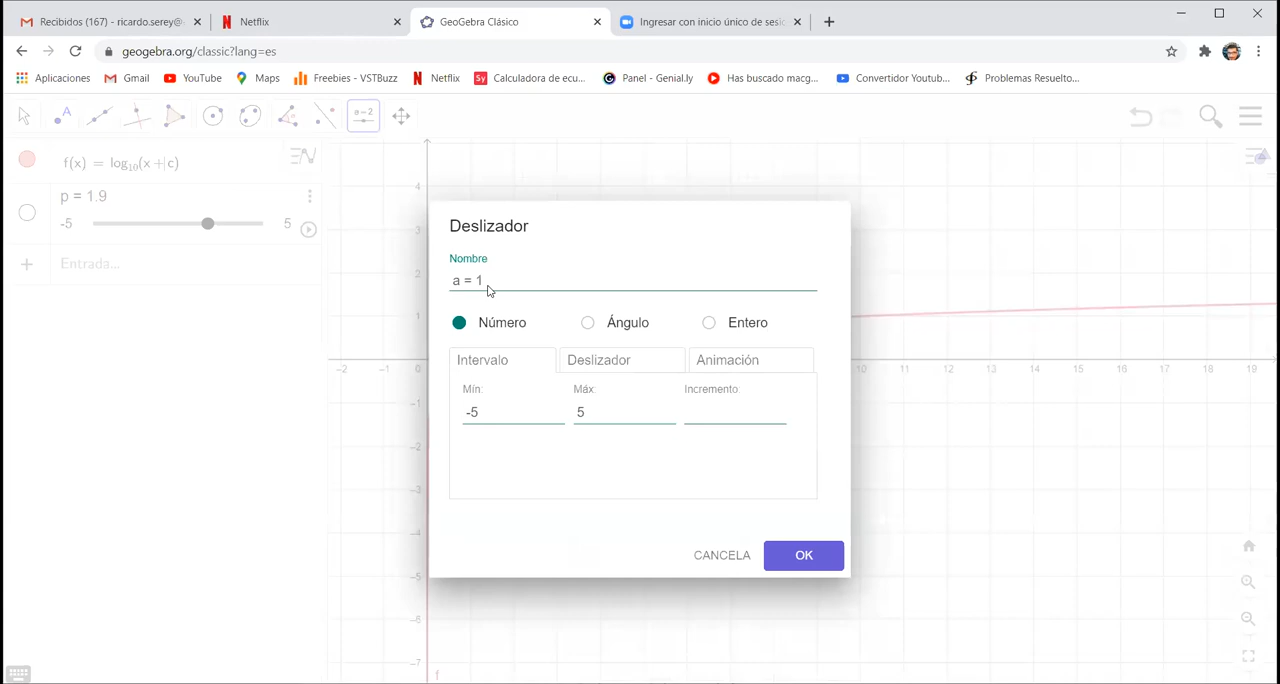 Recibidos (167) - ricardo.serey@
Netflix
GeoGebra Clásico
Ingresar con inicio único de sesió
geogebra.org/classic?lang=es
Aplicaciones
Gmail
YouTube
Maps
Freebies - VSTBuzz
Netflix
Sy
Calculadora de ecu...
Panel - Genial.ly
Has buscado macg...
Convertidor Youtub...
Problemas Resuelto...
A
a=2
f(x) = log10(x+|c)
p = 1.9
-5
5
Entrada...
Deslizador
Nombre
a = 1
Número
Ángulo
Entero
Intervalo
Deslizador
Animación
Mín:
Máx:
Incremento:
-5
5
CANCELA
OK
4
3
2
1
-1
-2
-3
-4
-5
-6
-7
-2
-1
0
10
11
12
13
14
15
16
17
18
19
f